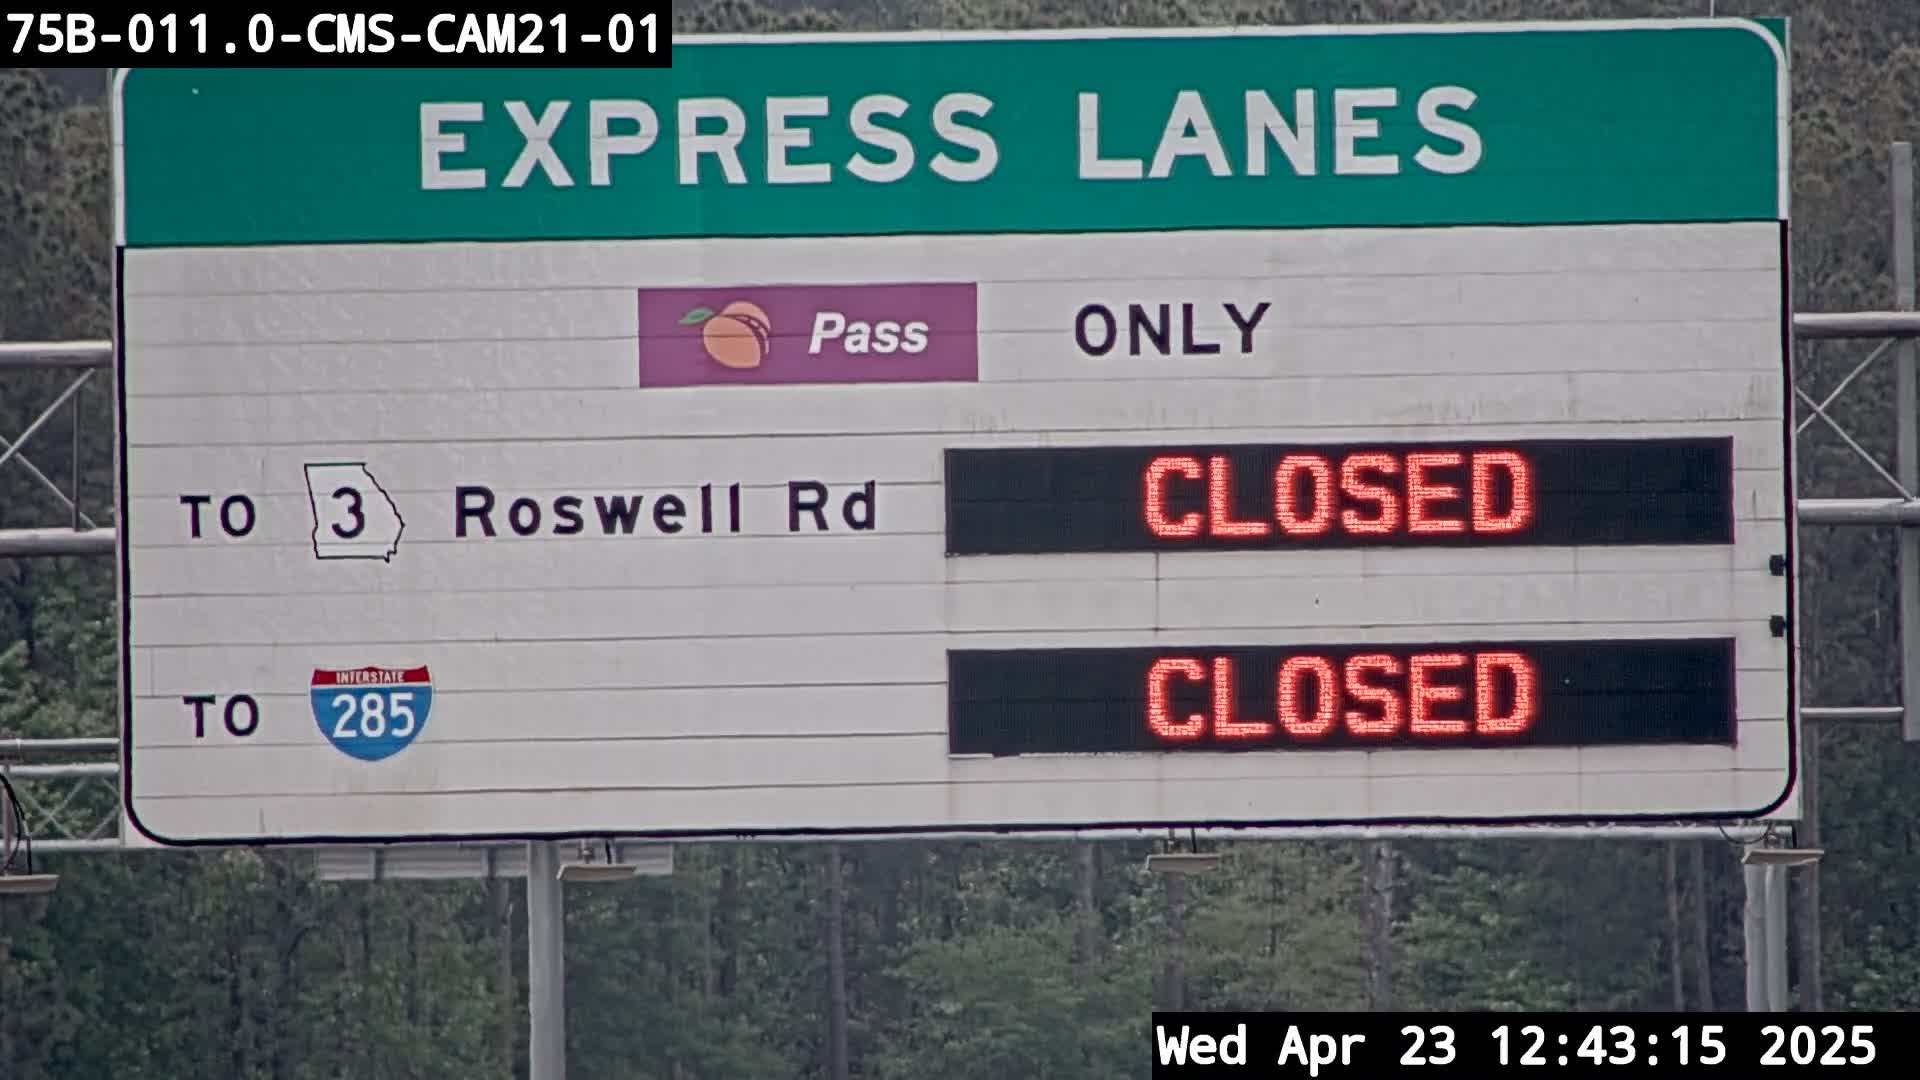 75B-011.0-CMS-CAM21-01
EXPRESS LANES
Pass ONLY
TO 3 Roswell Rd CLOSED
TO INTERSTATE 285 CLOSED
Wed Apr 23 12:43:15 2025